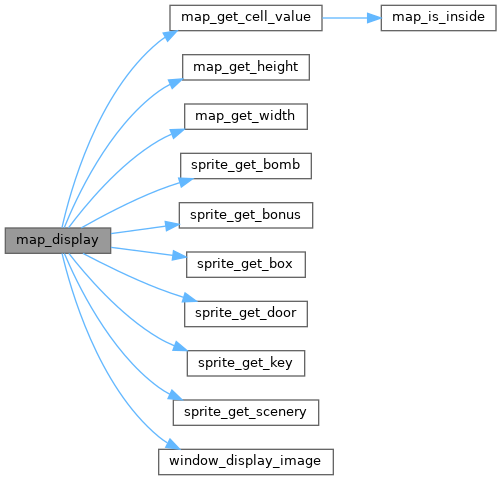 map_get_cell_value
map_is_inside
map_get_height
map_get_width
sprite_get_bomb
sprite_get_bonus
map_display
sprite_get_box
sprite_get_door
sprite_get_key
sprite_get_scenery
window_display_image